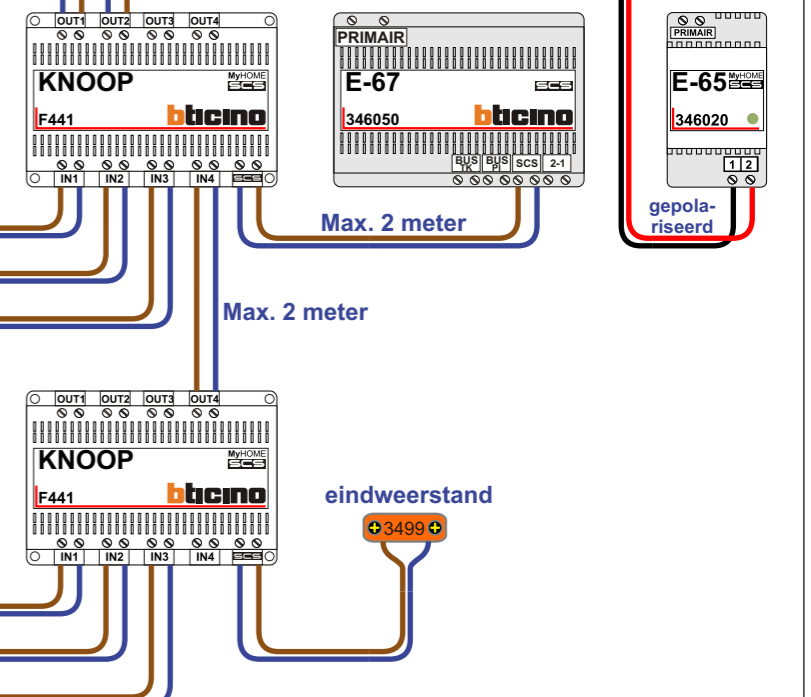 OUT1 OUT2 OUT3 OUT4
KNOOP
MyHOME
SCS
F441
bticino
IN1 IN2 IN3 IN4 SCS
PRIMAIR
E-67
SCS
346050
bticino
BUS TK
BUS PI
SCS
2-1
PRIMAIR
E-65
MyHOME
SCS
346020
1 2
gepola-
riseerd
Max. 2 meter
Max. 2 meter
OUT1 OUT2 OUT3 OUT4
KNOOP
MyHOME
SCS
F441
bticino
IN1 IN2 IN3 IN4 SCS
eindweerstand
3499